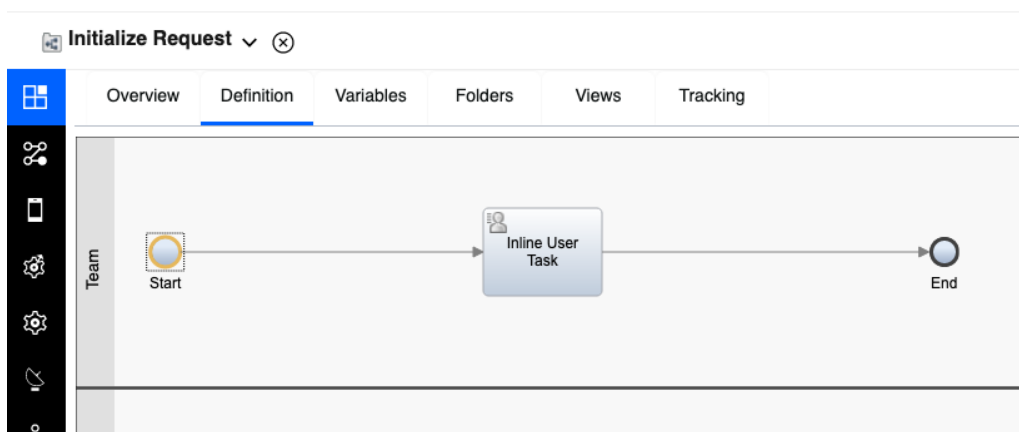 Initialize Request
Overview Definition Variables Folders Views Tracking
Team
Start
Inline User
Task
End